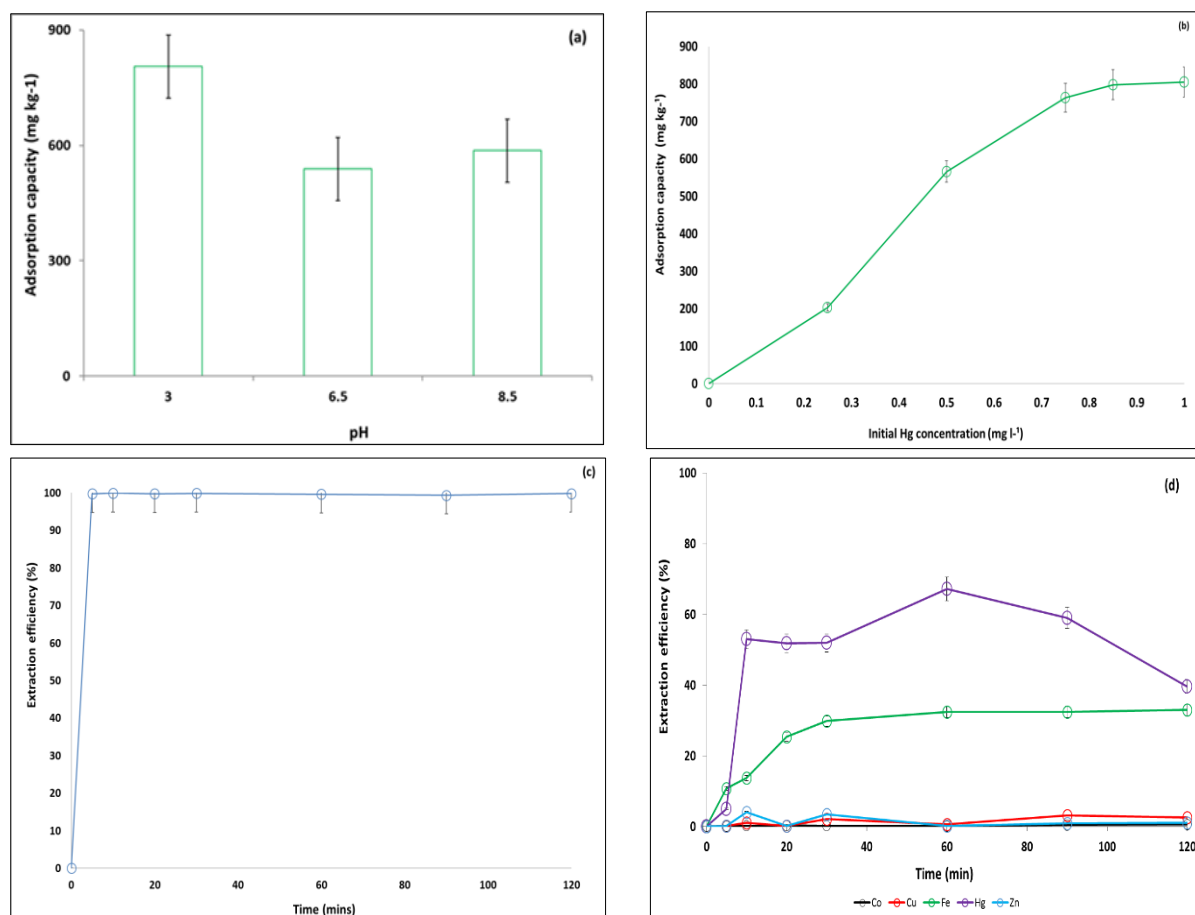 (a)
Adsorption capacity (mg kg-1)
900
600
300
0
3 6.5 8.5
pH
(b)
Adsorption capacity (mg kg⁻¹)
900
800
700
600
500
400
300
200
100
0
0 0.1 0.2 0.3 0.4 0.5 0.6 0.7 0.8 0.9 1
Initial Hg concentration (mg l⁻¹)
(c)
Extraction efficiency (%)
100
90
80
70
60
50
40
30
20
10
0
0 20 40 60 80 100 120
Time (mins)
(d)
Extraction efficiency (%)
100
80
60
40
20
0
0 20 40 60 80 100 120
Time (min)
Co Cu Fe Hg Zn